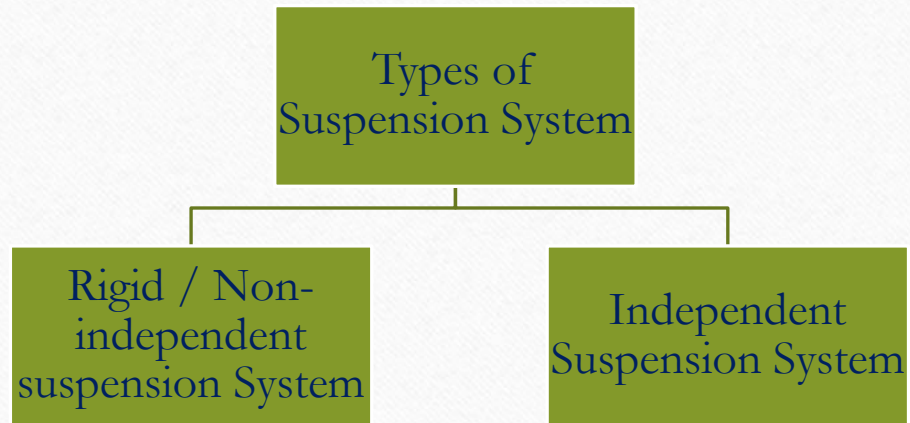 Types of
Suspension System
Rigid / Non-
independent
suspension System
Independent
Suspension System